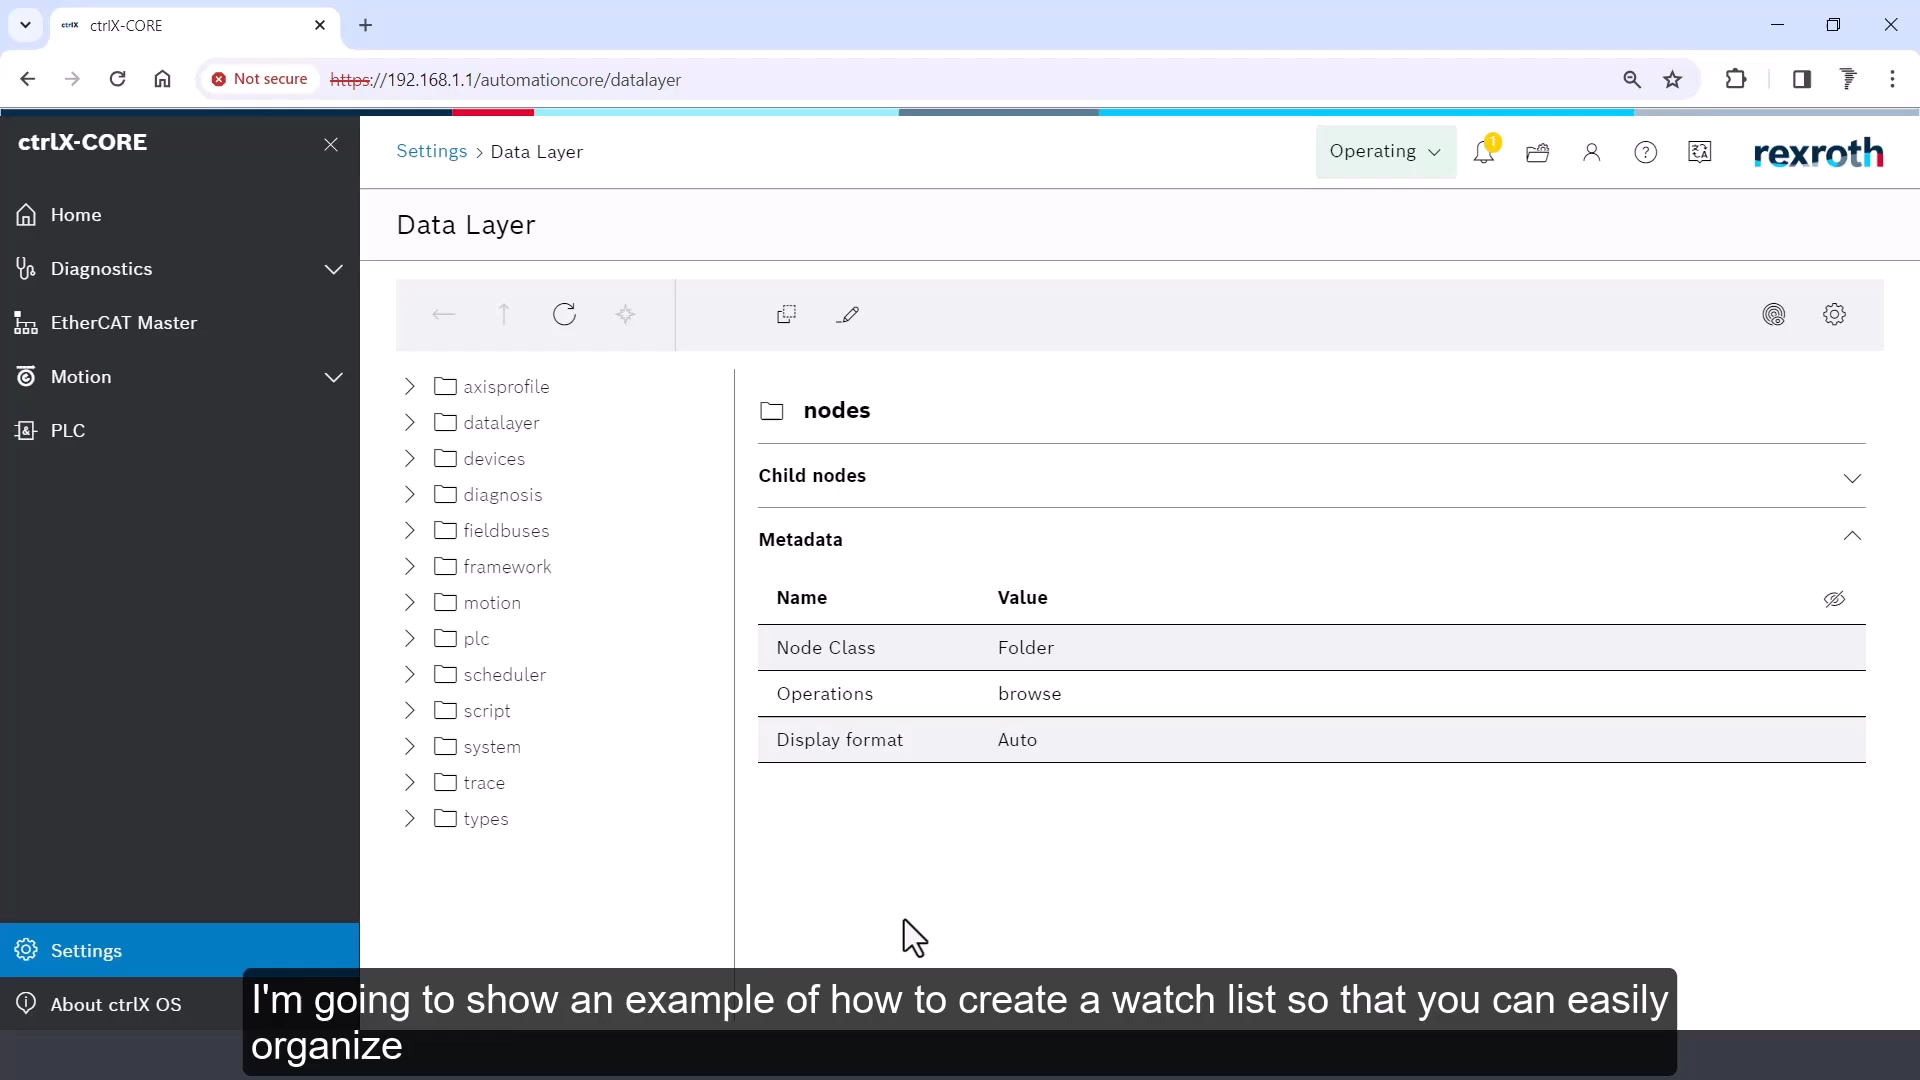 ctrlX-CORE
Not secure https://192.168.1.1/automationcore/datalayer
ctrlX-CORE
Home
Diagnostics
EtherCAT Master
Motion
PLC
Settings
About ctrlX OS
Settings > Data Layer
Operating
1
rexroth
Data Layer
axisprofile
datalayer
devices
diagnosis
fieldbuses
framework
motion
plc
scheduler
script
system
trace
types
nodes
Child nodes
Metadata
Name Value
Node Class Folder
Operations browse
Display format Auto
I'm going to show an example of how to create a watch list so that you can easily
organize